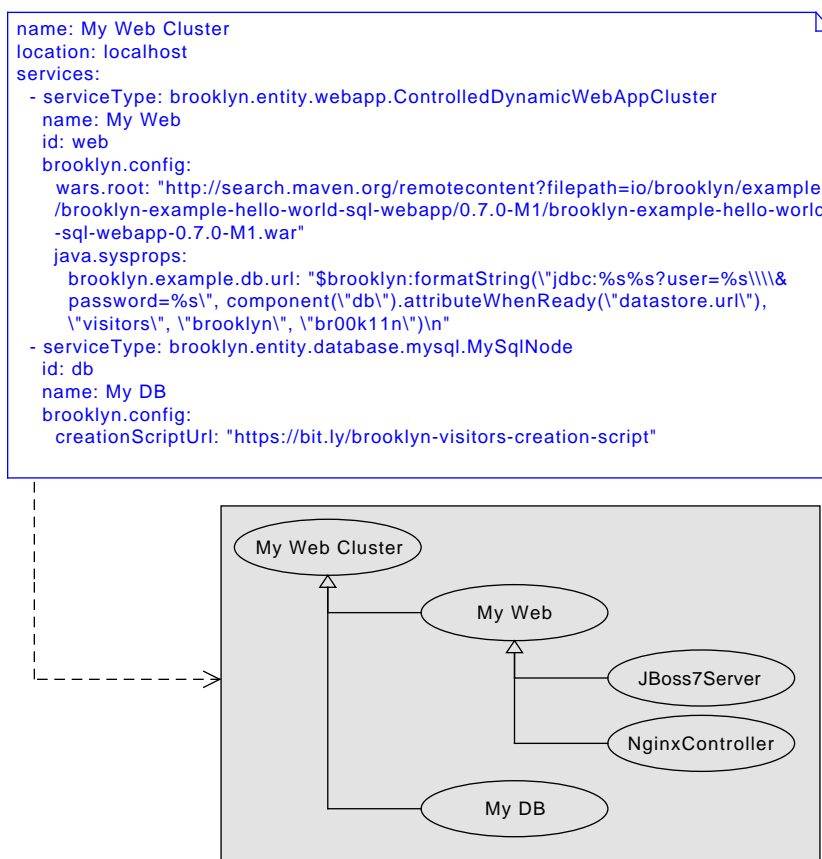 name: My Web Cluster
location: localhost
services:
- serviceType: brooklyn.entity.webapp.ControlledDynamicWebAppCluster
name: My Web
id: web
brooklyn.config:
wars.root: "http://search.maven.org/remotecontent?filepath=io/brooklyn/example
/brooklyn-example-hello-world-sql-webapp/0.7.0-M1/brooklyn-example-hello-world
-sql-webapp-0.7.0-M1.war"
java.sysprops:
brooklyn.example.db.url: "$brooklyn:formatString(\"jdbc:%s%s?user=%s\\\\&
password=%s\", component(\"db\").attributeWhenReady(\"datastore.url\"),
\"visitors\", \"brooklyn\", \"br00k11n\")\n"
- serviceType: brooklyn.entity.database.mysql.MySqlNode
id: db
name: My DB
brooklyn.config:
creationScriptUrl: "https://bit.ly/brooklyn-visitors-creation-script"
My Web Cluster
My Web
JBoss7Server
NginxController
My DB